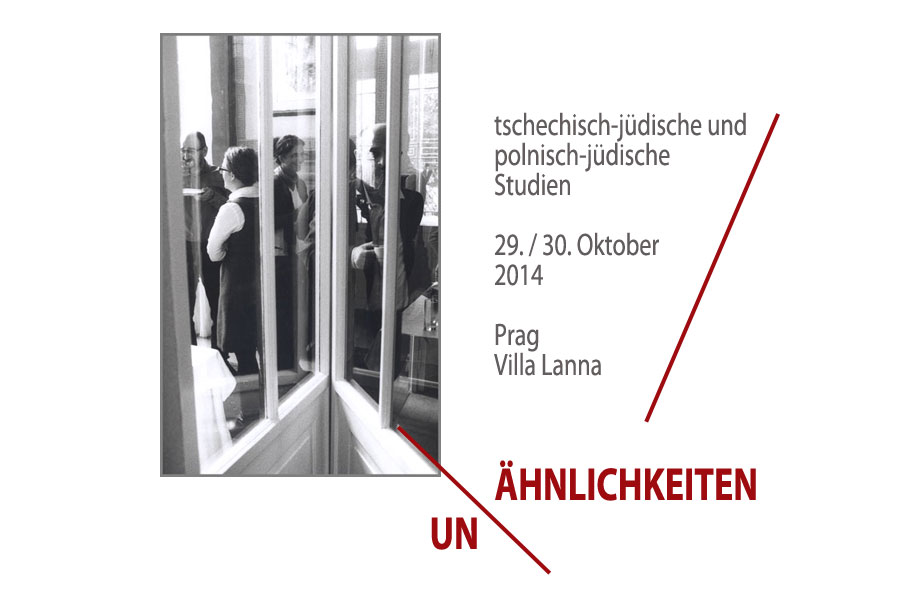 tschechisch-jüdische und
polnisch-jüdische
Studien
29. / 30. Oktober
2014
Prag
Villa Lanna
UN
ÄHNLICHKEITEN